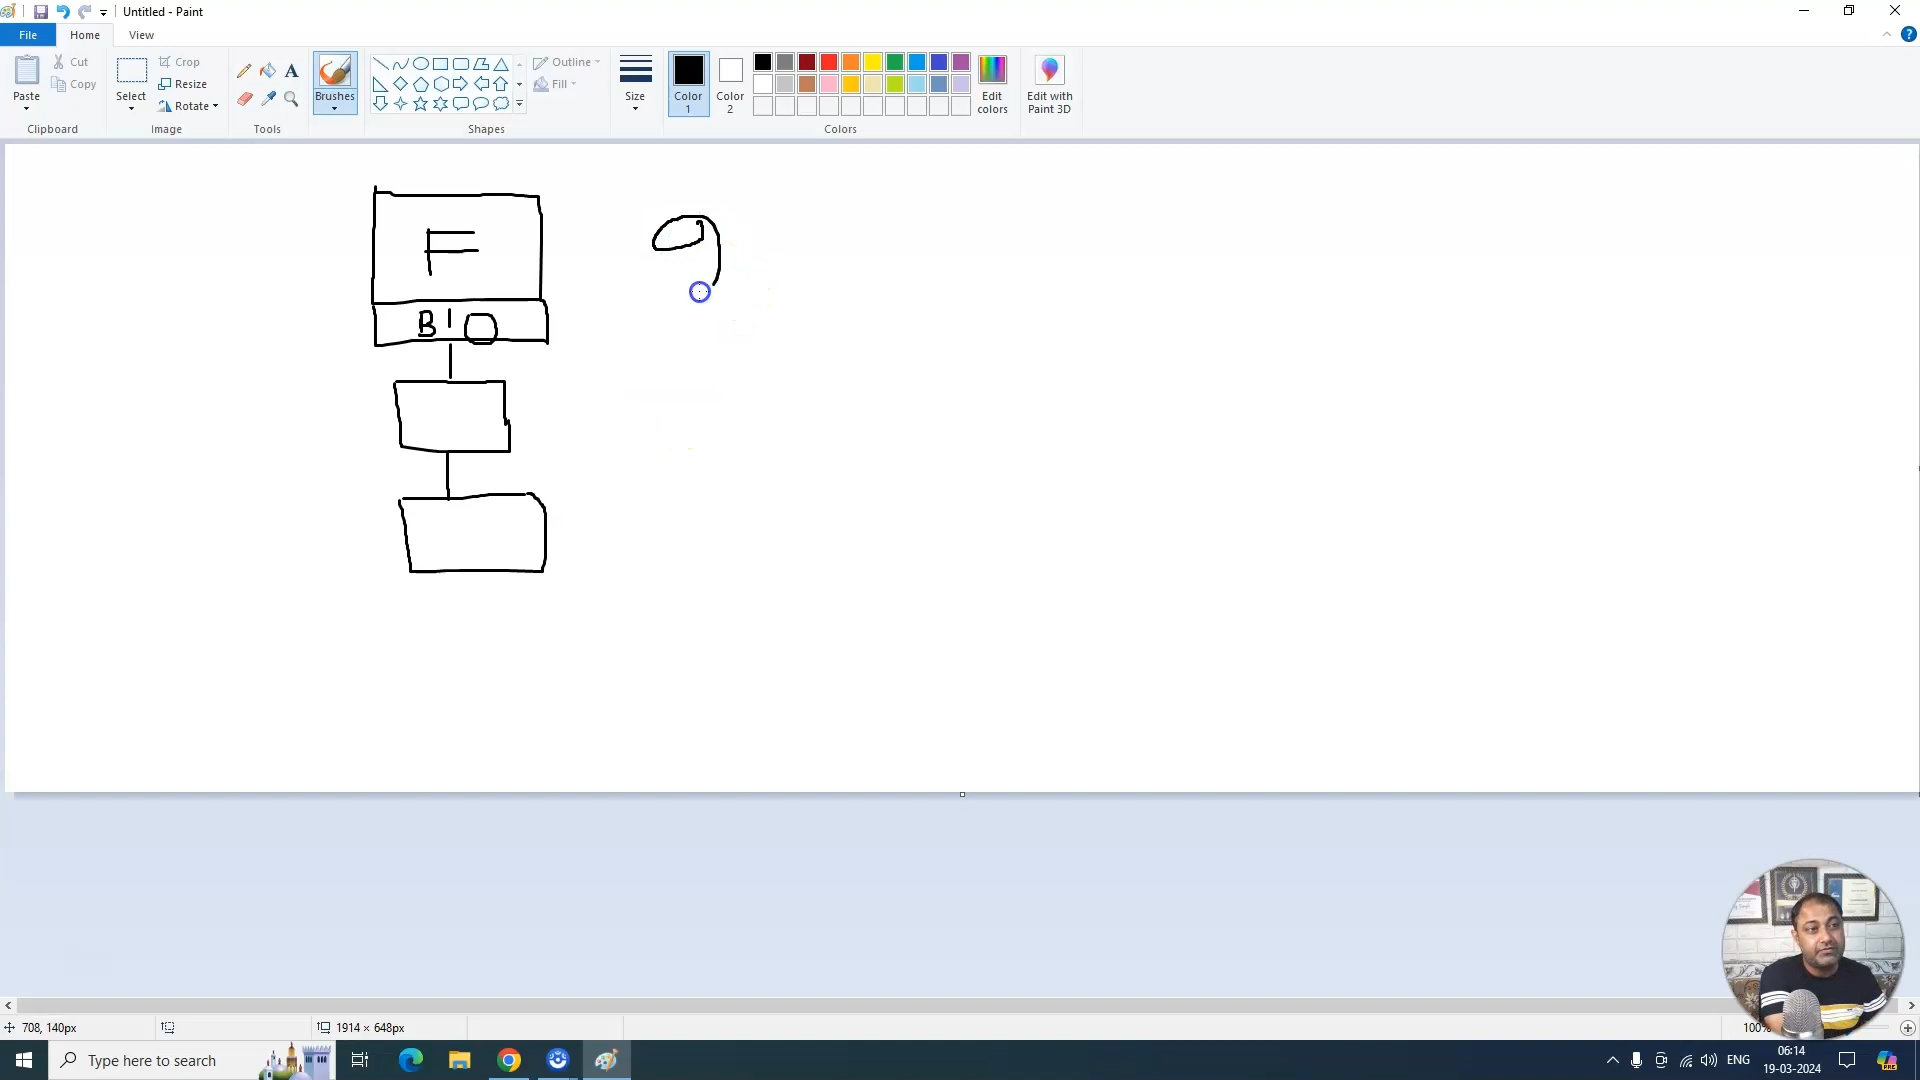 Untitled - Paint
File Home View
Paste
Cut
Copy
Clipboard
Select
Crop
Resize
Rotate
Image
Tools
Brushes
Shapes
Outline
Fill
Size
Color 1
Color 2
Colors
Edit colors
Edit with Paint 3D
F
B I O
708, 140px
1914 × 648px
100%
Type here to search
ENG
06:14
19-03-2024